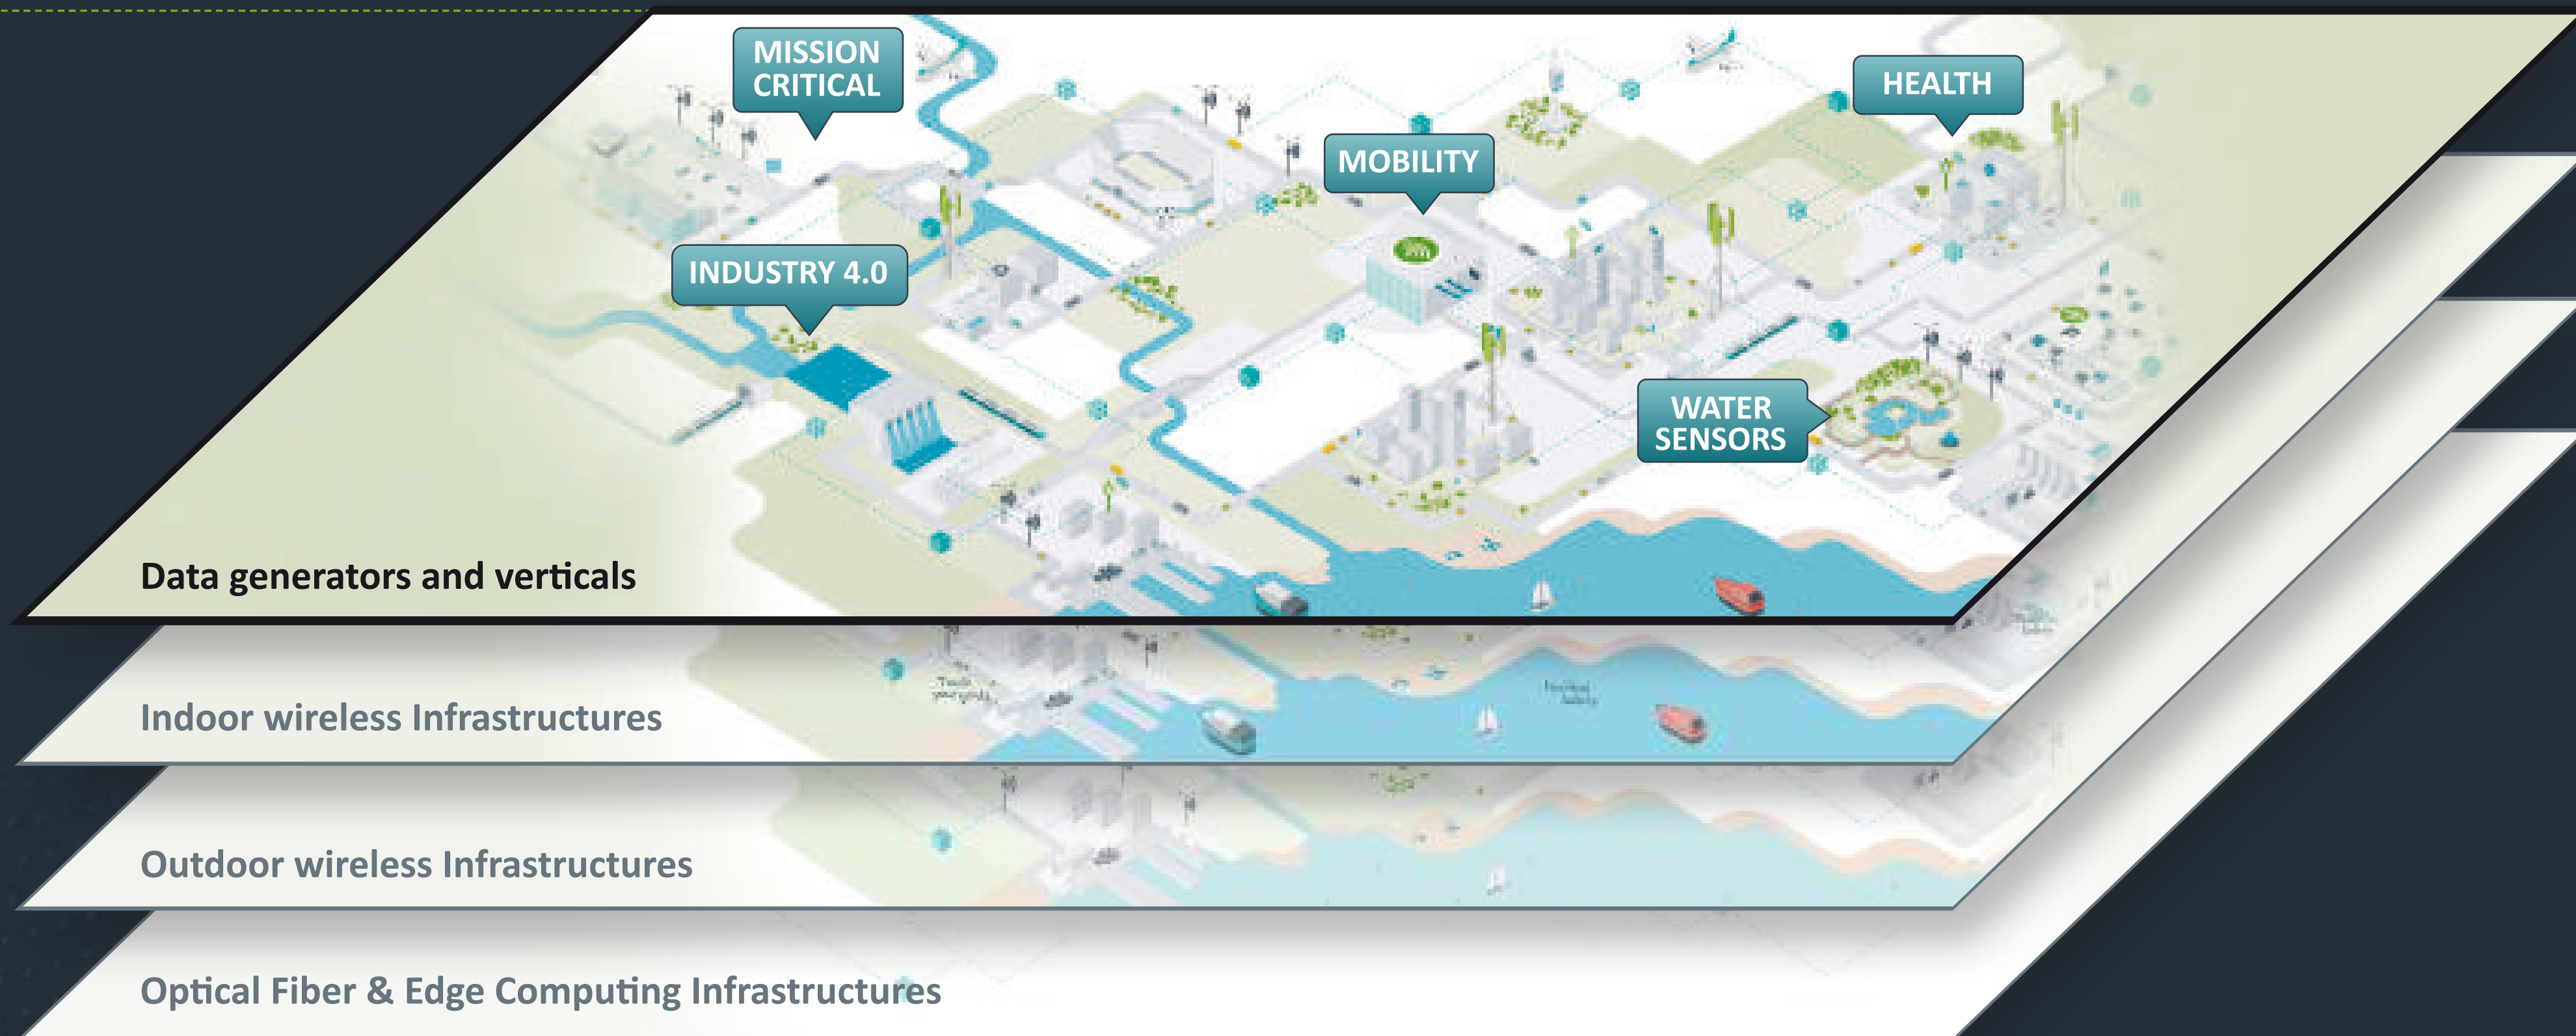 MISSION
CRITICAL
HEALTH
MOBILITY
INDUSTRY 4.0
WATER
SENSORS
Data generators and verticals
Indoor wireless Infrastructures
Outdoor wireless Infrastructures
Optical Fiber & Edge Computing Infrastructures